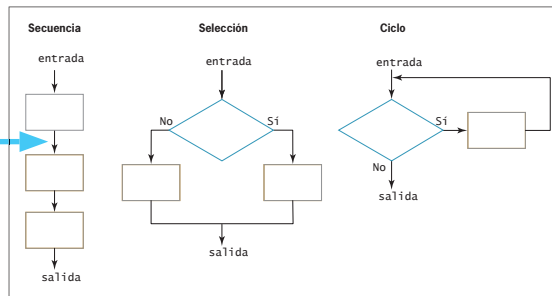 Secuencia
entrada
salida
Selección
entrada
No
Sí
salida
Ciclo
entrada
Sí
No
salida